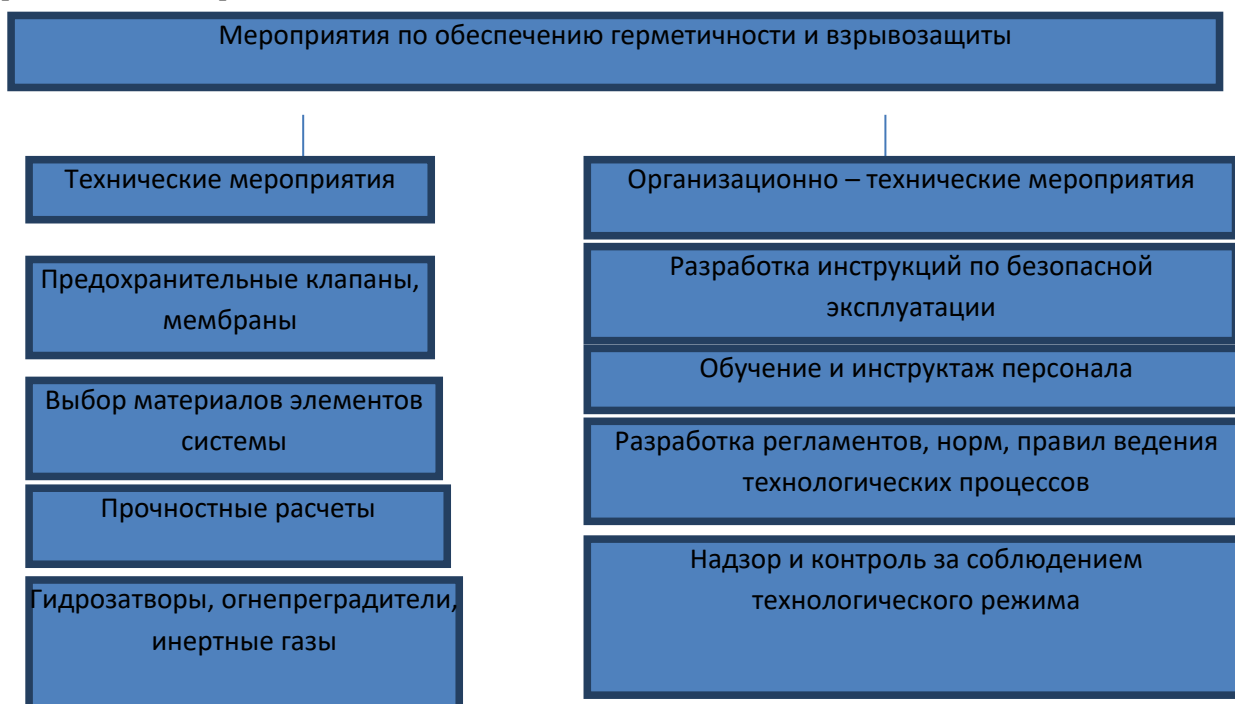 Мероприятия по обеспечению герметичности и взрывозащиты
Технические мероприятия
Предохранительные клапаны,
мембраны
Выбор материалов элементов
системы
Прочностные расчеты
Гидрозатворы, огнепреградители,
инертные газы
Организационно – технические мероприятия
Разработка инструкций по безопасной
эксплуатации
Обучение и инструктаж персонала
Разработка регламентов, норм, правил ведения
технологических процессов
Надзор и контроль за соблюдением
технологического режима